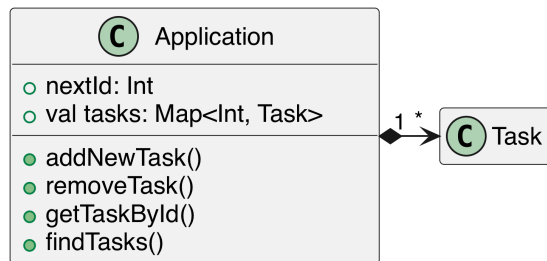 C Application
nextId: Int
val tasks: Map<Int, Task>
addNewTask()
removeTask()
getTaskById()
findTasks()
1 *
C Task